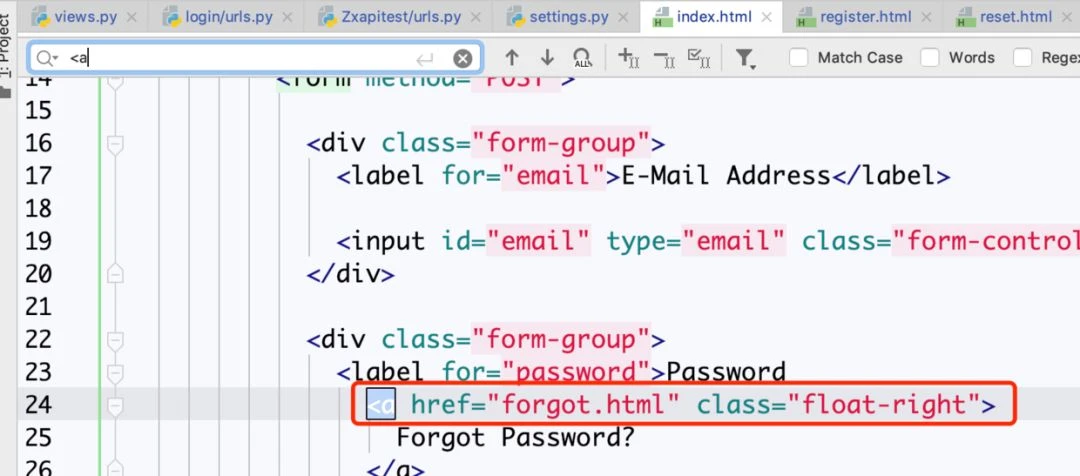 views.py login/urls.py Zxapitest/urls.py settings.py index.html register.html reset.html
1: Project
<a Match Case Words Regex
14 <form method="POST">
15
16 <div class="form-group">
17 <label for="email">E-Mail Address</label>
18
19 <input id="email" type="email" class="form-control
20 </div>
21
22 <div class="form-group">
23 <label for="password">Password
24 <a href="forgot.html" class="float-right">
25 Forgot Password?
26 </a>